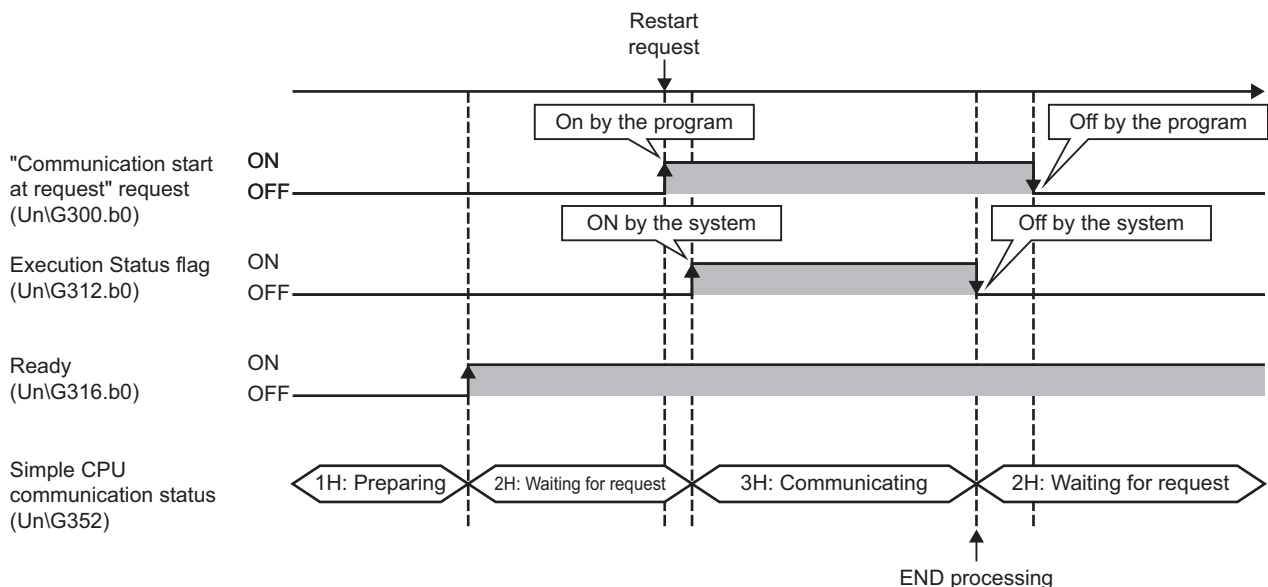 Restart
request
On by the program
Off by the program
"Communication start
at request" request
(Un\G300.b0)
ON
OFF
ON by the system
Off by the system
Execution Status flag
(Un\G312.b0)
ON
OFF
Ready
(Un\G316.b0)
ON
OFF
Simple CPU
communication status
(Un\G352)
1H: Preparing
2H: Waiting for request
3H: Communicating
2H: Waiting for request
END processing